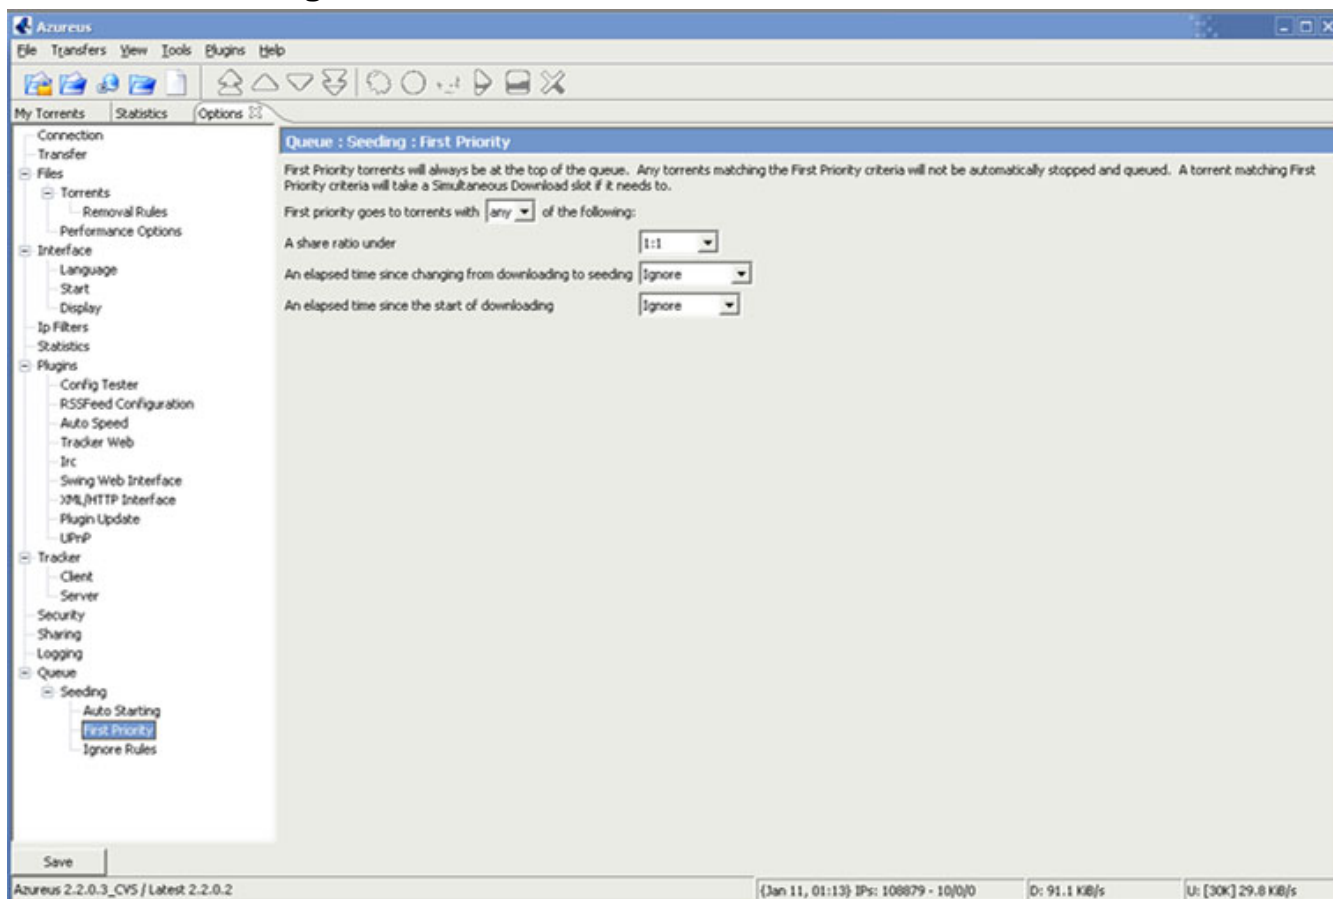 Azureus
File Transfers View Tools Plugins Help
My Torrents Statistics Options
Connection
Transfer
Files
Torrents
Removal Rules
Performance Options
Interface
Language
Start
Display
Ip Filters
Statistics
Plugins
Config Tester
RSSFeed Configuration
Auto Speed
Tracker Web
Irc
Swing Web Interface
XML/HTTP Interface
Plugin Update
UPnP
Tracker
Client
Server
Security
Sharing
Logging
Queue
Seeding
Auto Starting
First Priority
Ignore Rules
Queue : Seeding : First Priority
First Priority torrents will always be at the top of the queue. Any torrents matching the First Priority criteria will not be automatically stopped and queued. A torrent matching First
Priority criteria will take a Simultaneous Download slot if it needs to.
First priority goes to torrents with any of the following:
A share ratio under 1:1
An elapsed time since changing from downloading to seeding Ignore
An elapsed time since the start of downloading Ignore
Save
Azureus 2.2.0.3_CVS / Latest 2.2.0.2 {Jan 11, 01:13} IPs: 108879 - 10/0/0 D: 91.1 KiB/s U: [30K] 29.8 KiB/s